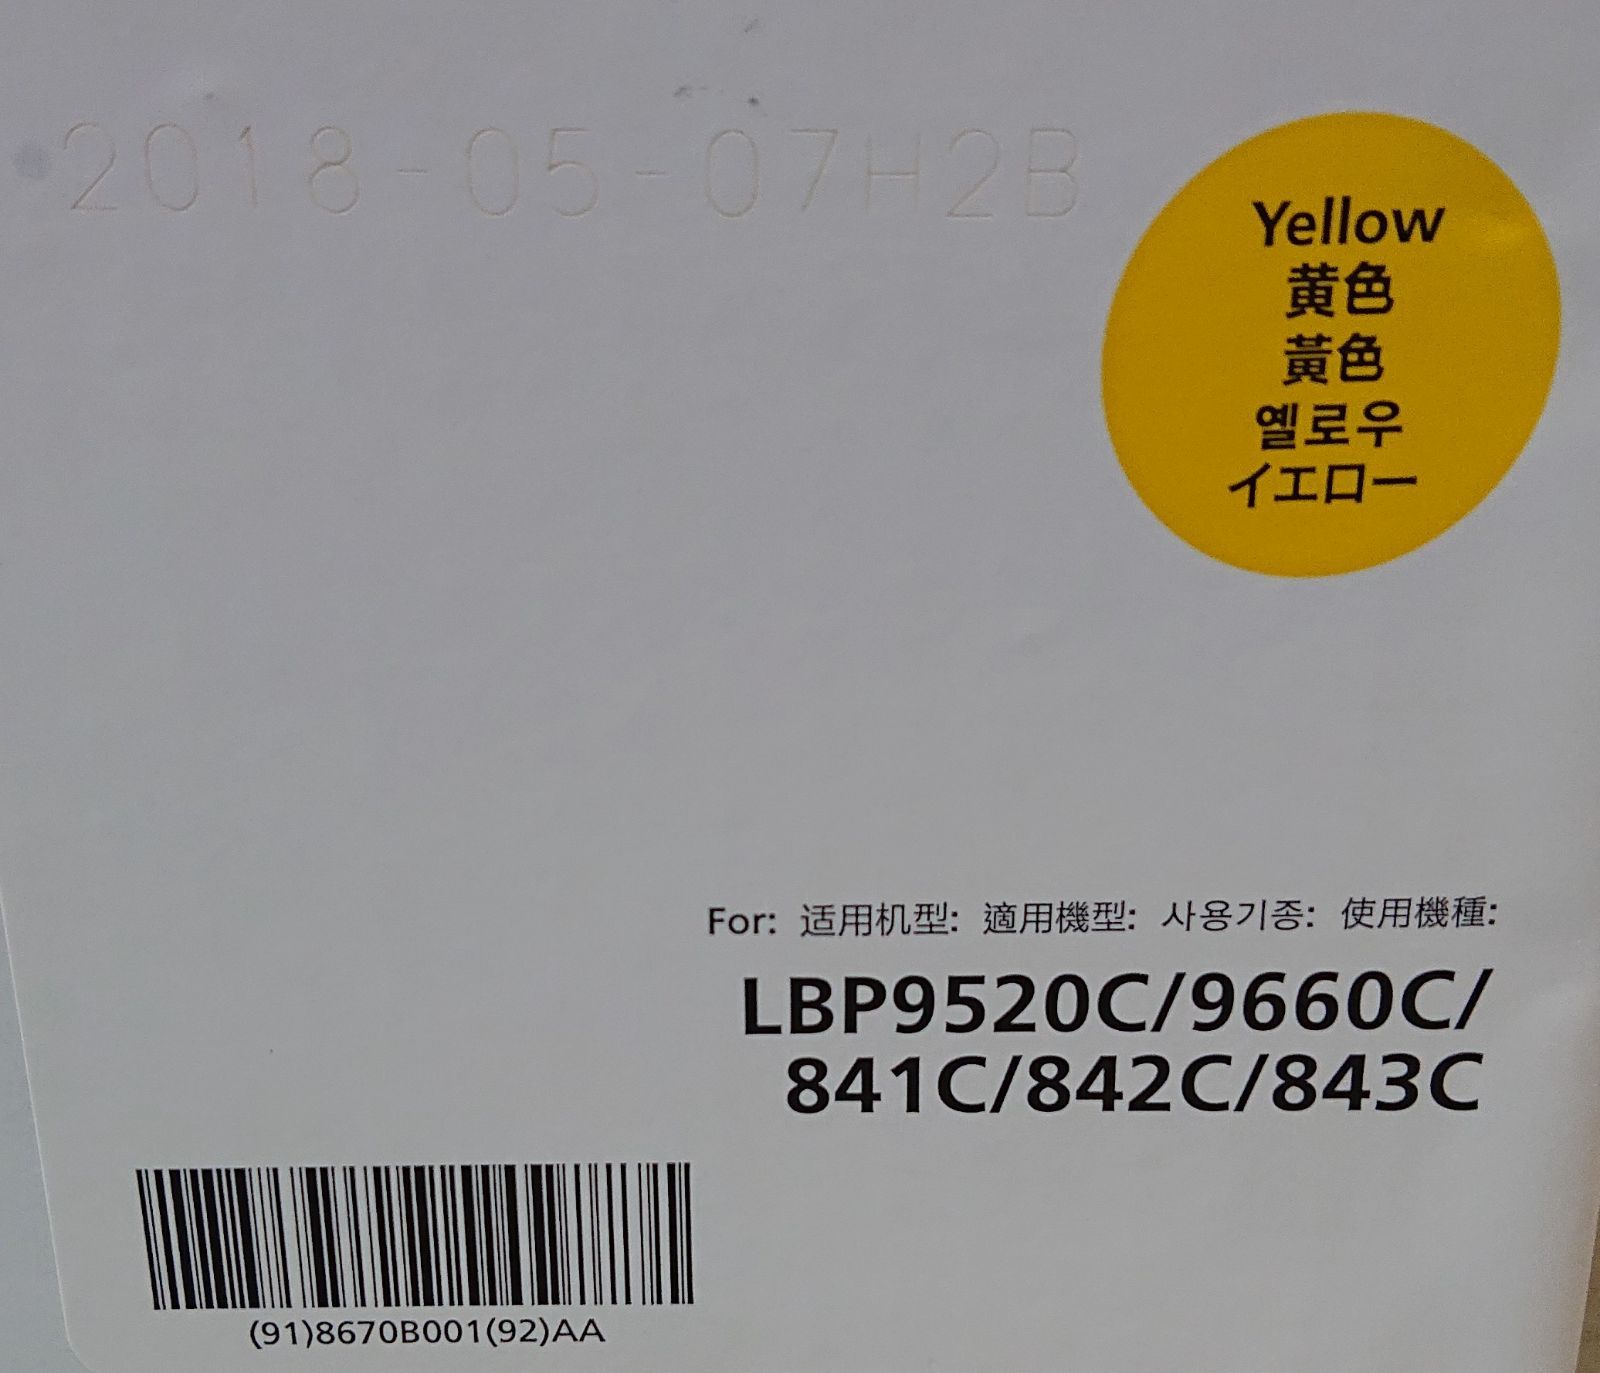 2018-05-07H2B
Yellow
黄色
黃色
옐로우
イエロー
For: 适用机型: 適用機型: 사용기종: 使用機種:
LBP9520C/9660C/
841C/842C/843C
(91)8670B001(92)AA